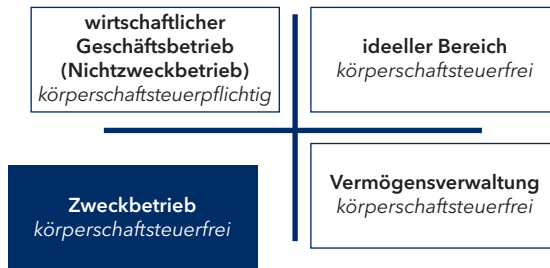 wirtschaftlicher
Geschäftsbetrieb
(Nichtzweckbetrieb)
körperschaftsteuerpflichtig
ideeller Bereich
körperschaftsteuerfrei
Zweckbetrieb
körperschaftsteuerfrei
Vermögensverwaltung
körperschaftsteuerfrei